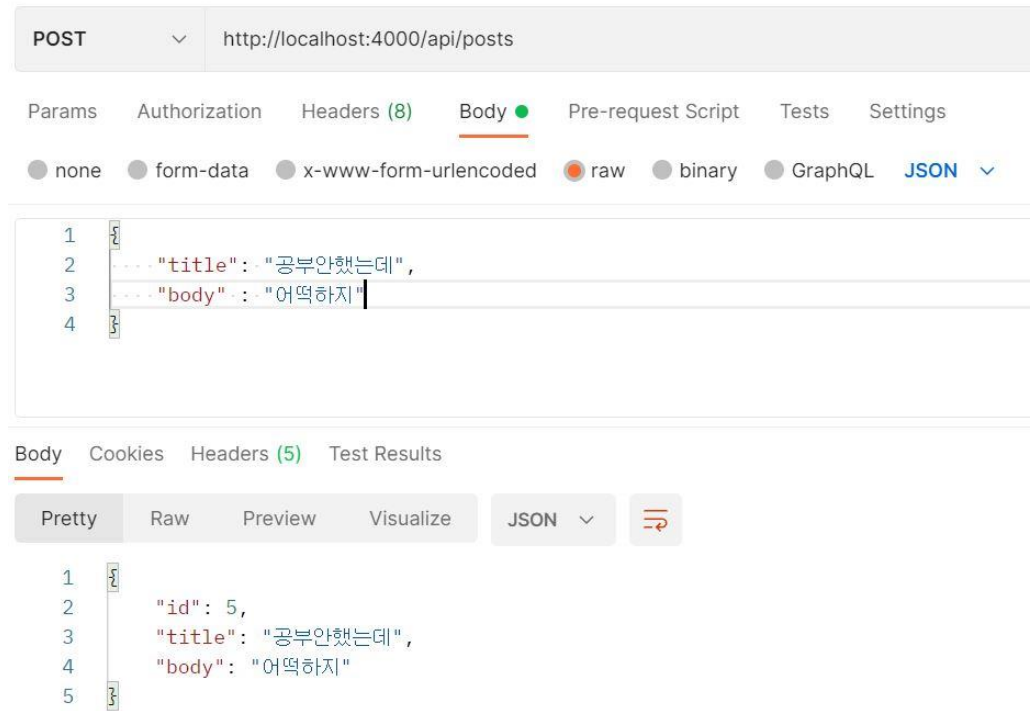 POST http://localhost:4000/api/posts
Params Authorization Headers (8) Body Pre-request Script Tests Settings
none form-data x-www-form-urlencoded raw binary GraphQL JSON
1 {
2 "title": "공부안했는데",
3 "body" : "어떡하지"
4 }
Body Cookies Headers (5) Test Results
Pretty Raw Preview Visualize JSON
1 {
2 "id": 5,
3 "title": "공부안했는데",
4 "body": "어떡하지"
5 }